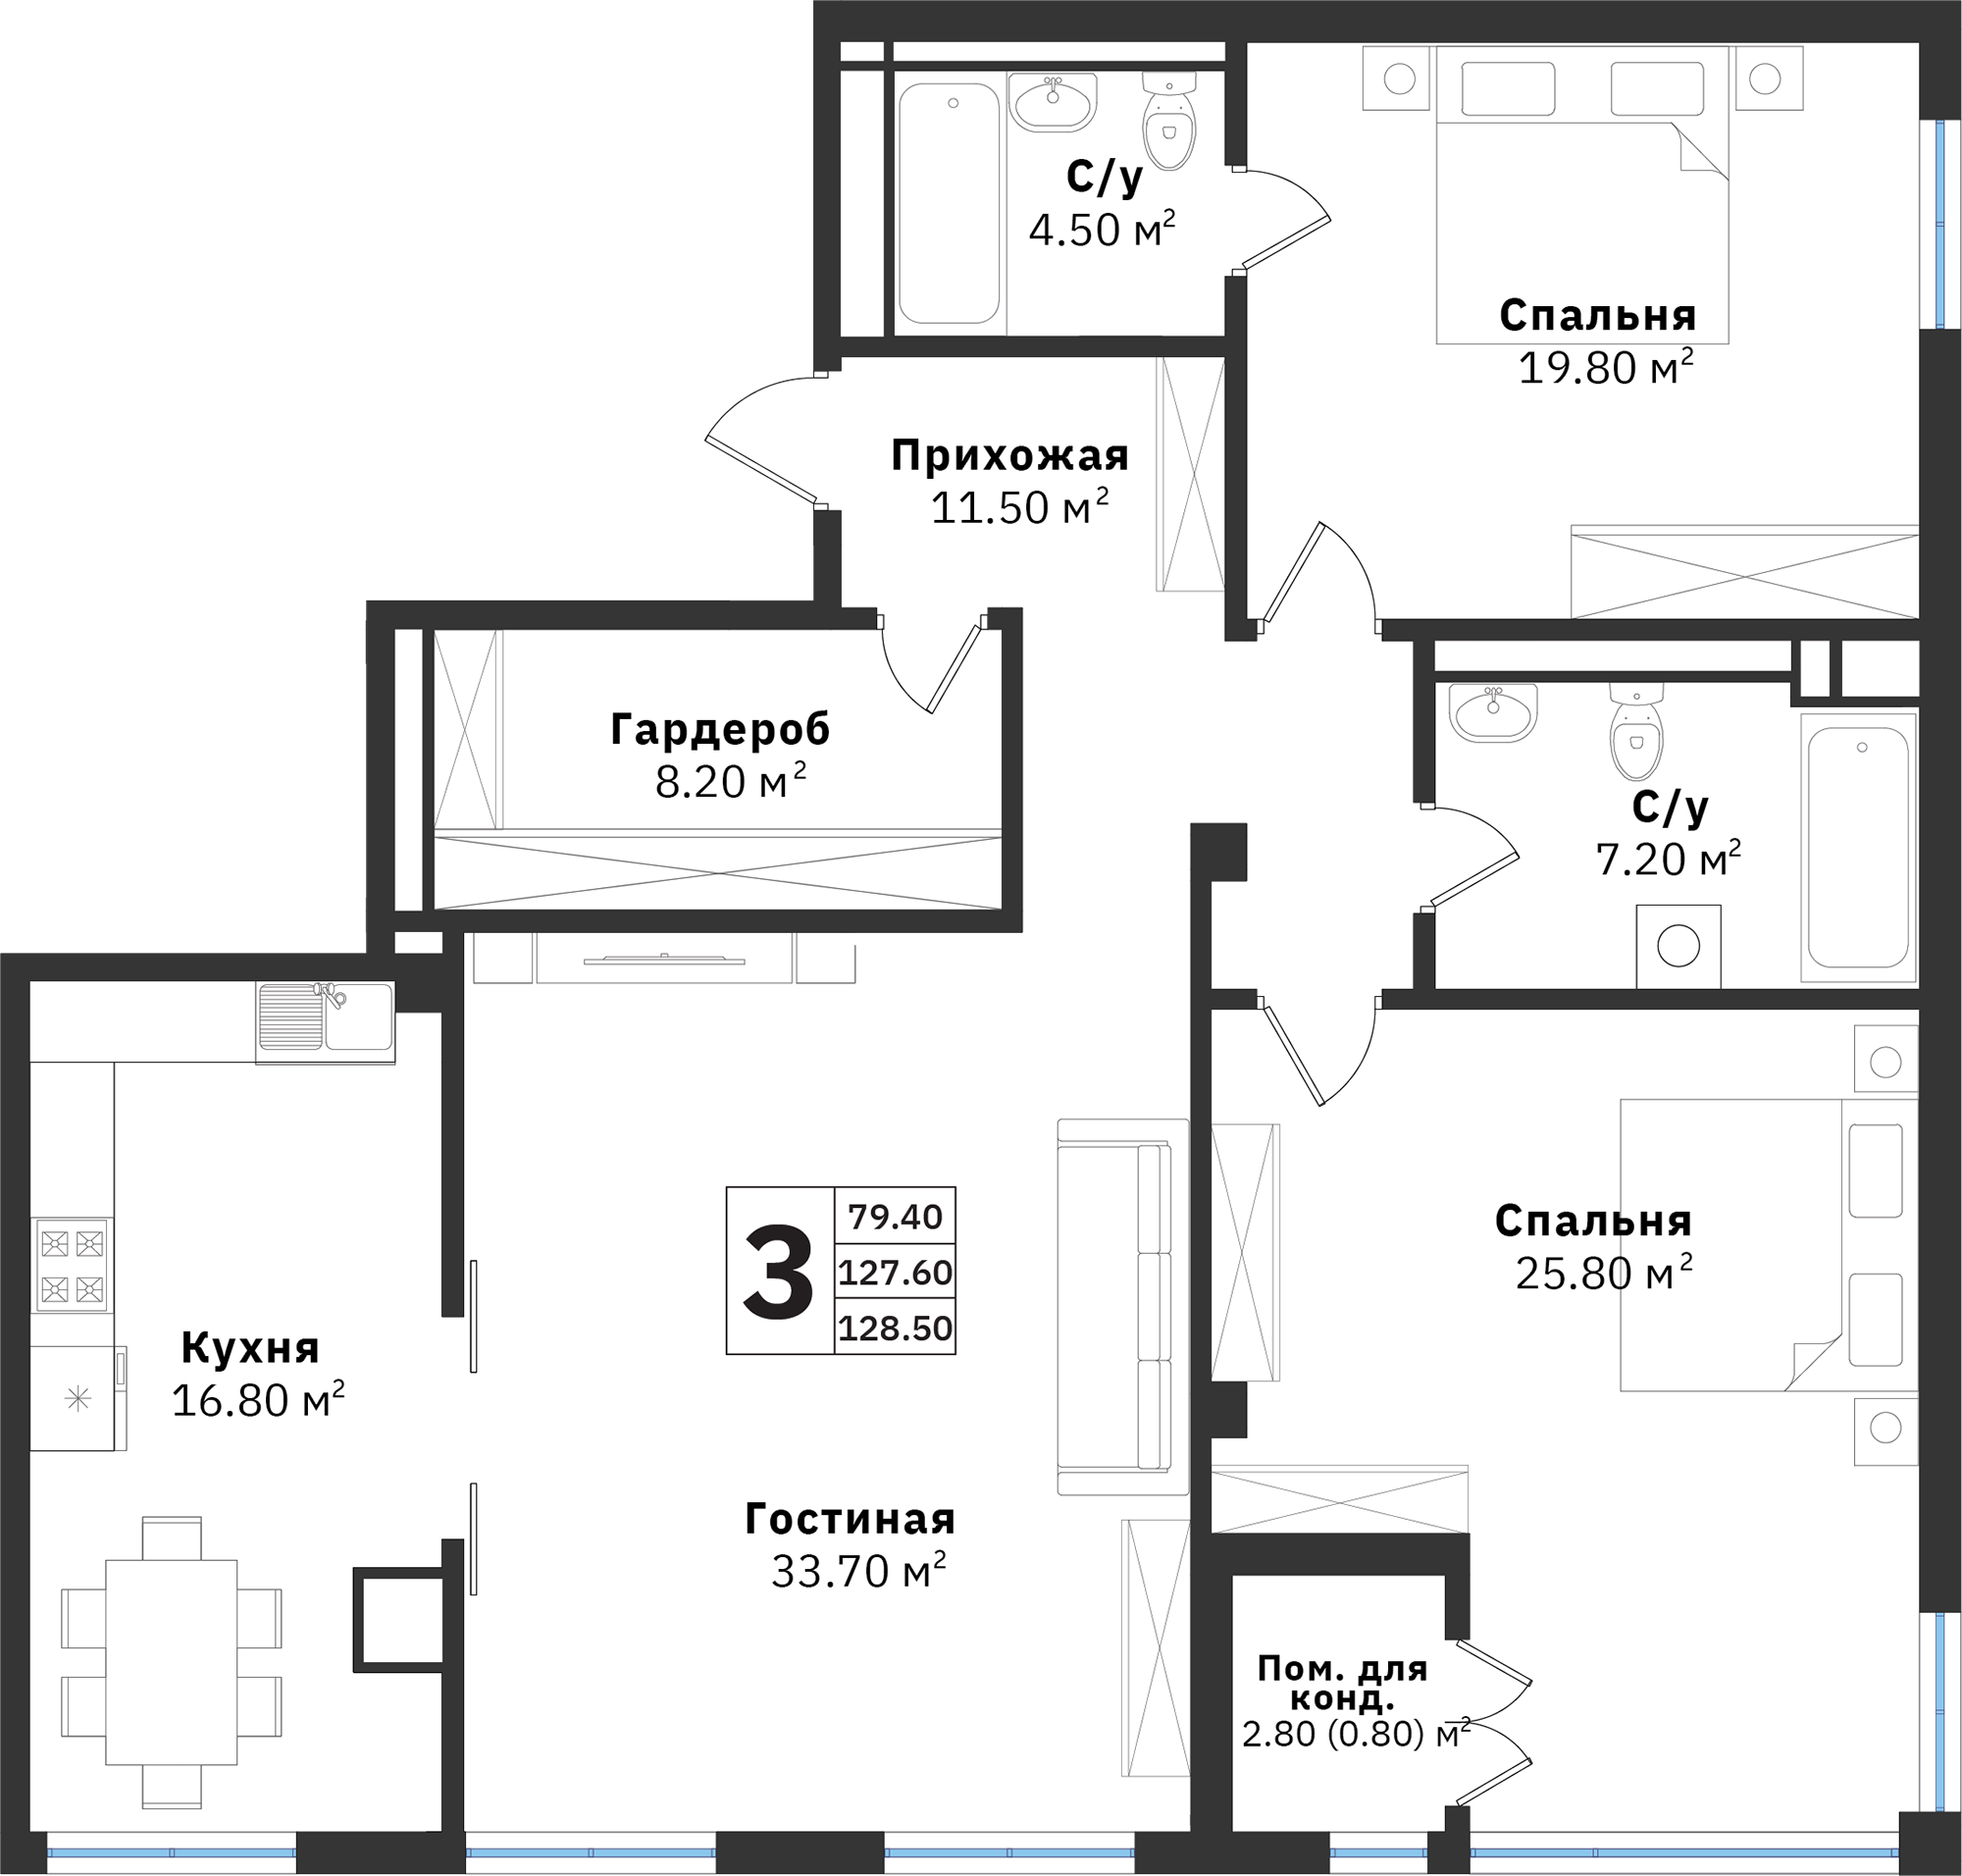 С/у
4.50 м²
Спальня
19.80 м²
Прихожая
11.50 м²
Гардероб
8.20 м²
С/у
7.20 м²
3
79.40
127.60
128.50
Спальня
25.80 м²
Кухня
16.80 м²
Гостиная
33.70 м²
Пом. для
конд.
2.80 (0.80) м²